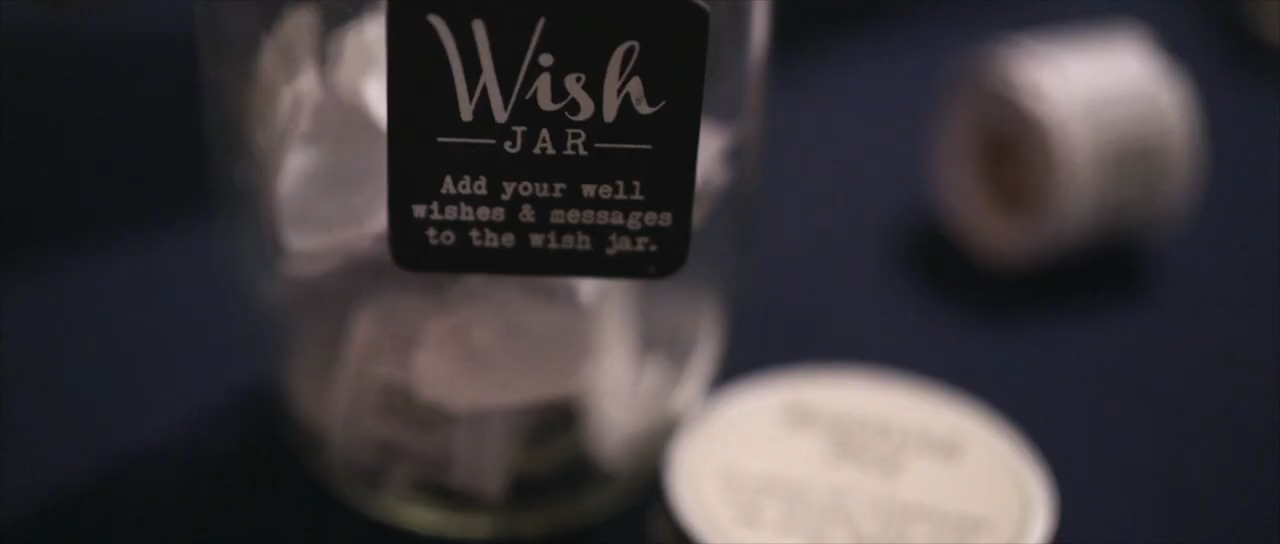 Wish
JAR
Add your well
wishes & messages
to the wish jar.